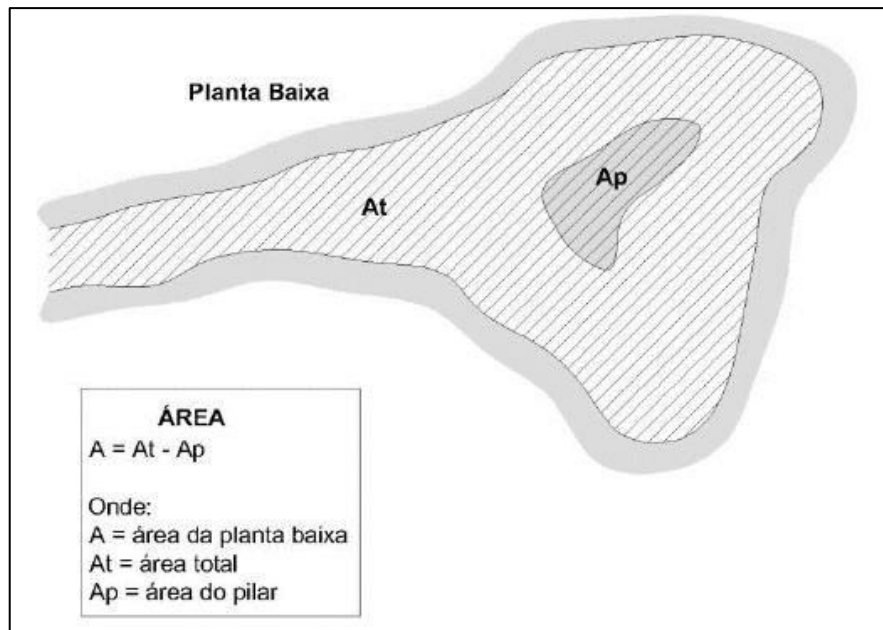 Planta Baixa
At
Ap
ÁREA
A = At - Ap
Onde:
A = área da planta baixa
At = área total
Ap = área do pilar